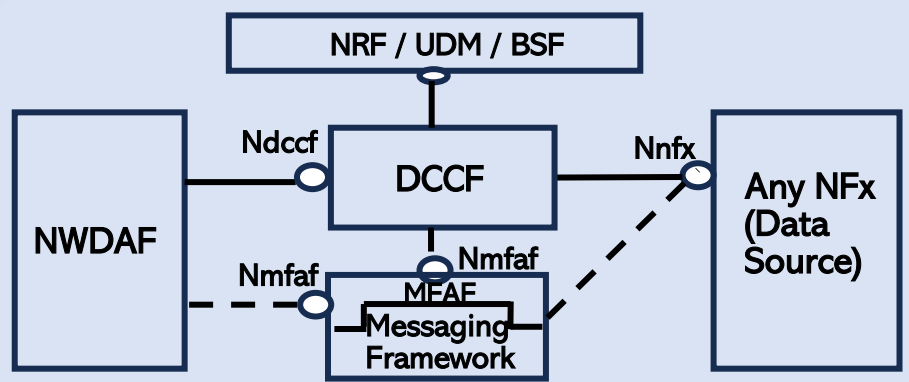 NRF / UDM / BSF
Ndccf
Nnfx
DCCF
Any NFx
(Data
Source)
NWDAF
Nmfaf
Nmfaf
MFAF
Messaging
Framework